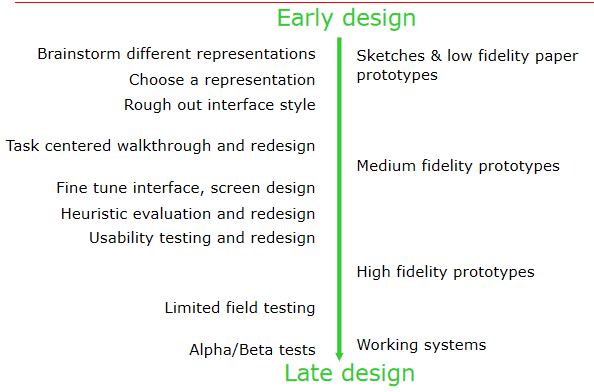 Early design
Brainstorm different representations
Choose a representation
Rough out interface style
Task centered walkthrough and redesign
Fine tune interface, screen design
Heuristic evaluation and redesign
Usability testing and redesign
Limited field testing
Alpha/Beta tests
Sketches & low fidelity paper
prototypes
Medium fidelity prototypes
High fidelity prototypes
Working systems
Late design